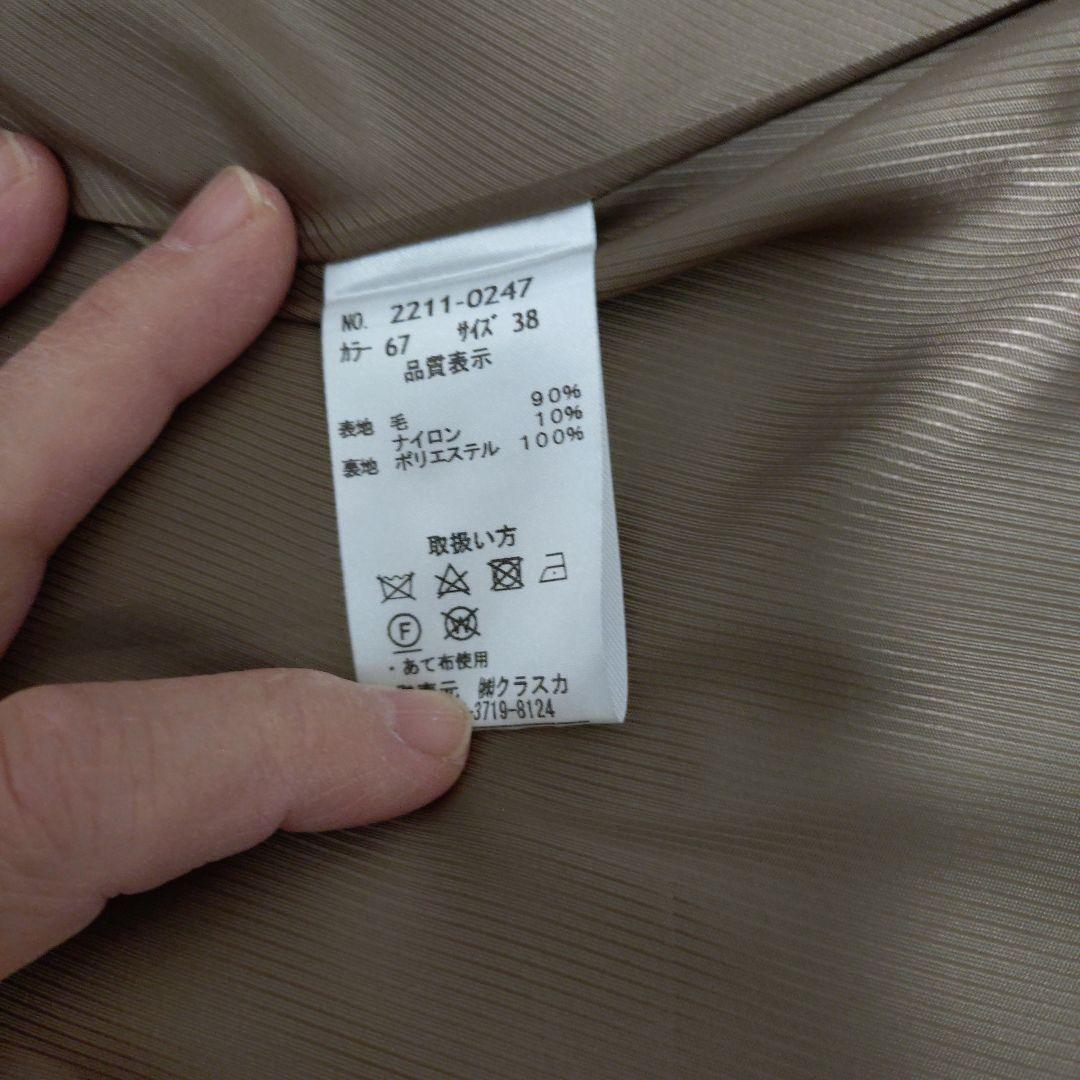 NO. 2211-0247
ｶﾗｰ 67 ｻｲｽﾞ 38
品質表示
90%
表地 毛 10%
ナイロン 100%
裏地 ポリエステル
取扱い方
F W
・あて布使用
元 ㈱クラスカ
-3719-8124